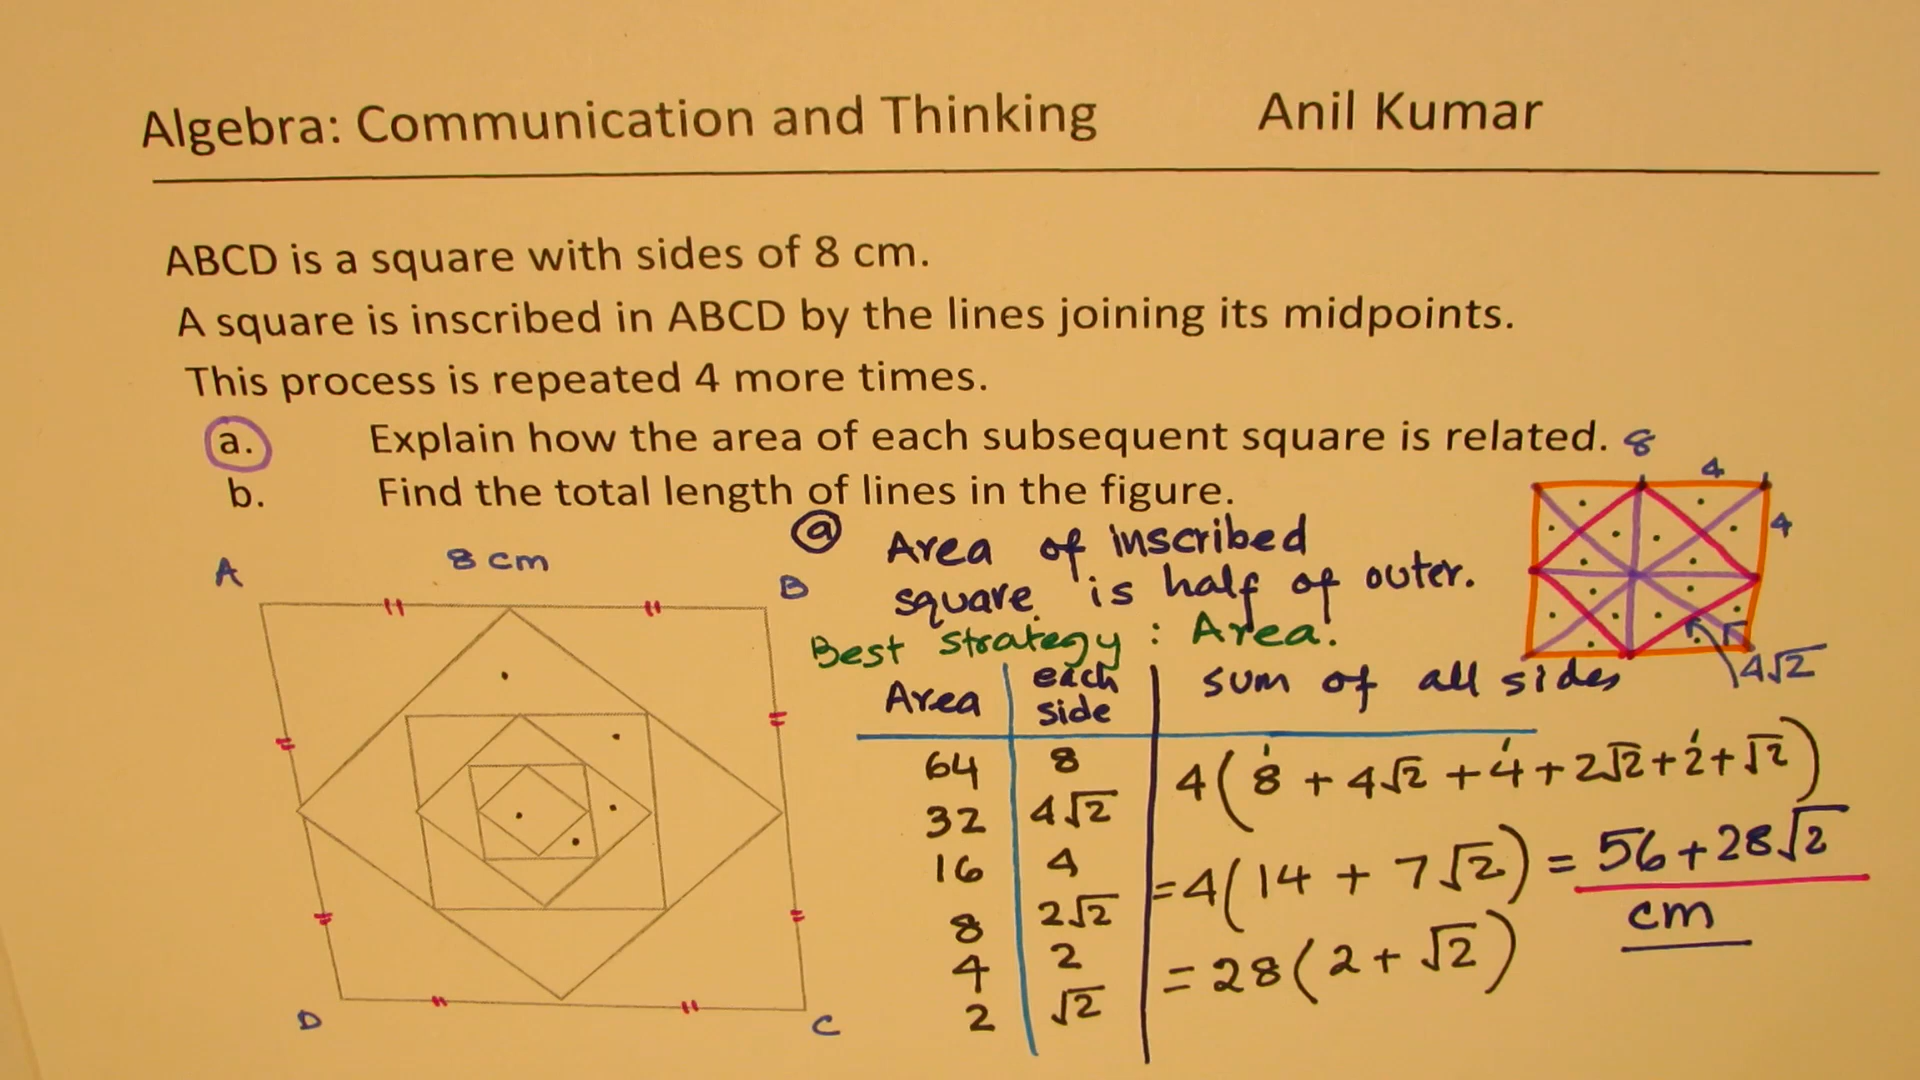 Algebra: Communication and Thinking Anil Kumar
ABCD is a square with sides of 8 cm.
A square is inscribed in ABCD by the lines joining its midpoints.
This process is repeated 4 more times.
a. Explain how the area of each subsequent square is related.
b. Find the total length of lines in the figure.
8
4
4
4√2
A 8 cm B
D C
ⓐ Area of inscribed
square is half of outer.
Best strategy : Area.
Area each side sum of all sides
64 8 4(8 + 4√2 + 4 + 2√2 + 2 + √2)
32 4√2
16 4 = 4(14 + 7√2) = 56 + 28√2
8 2√2 cm
4 2 = 28(2 + √2)
2 √2